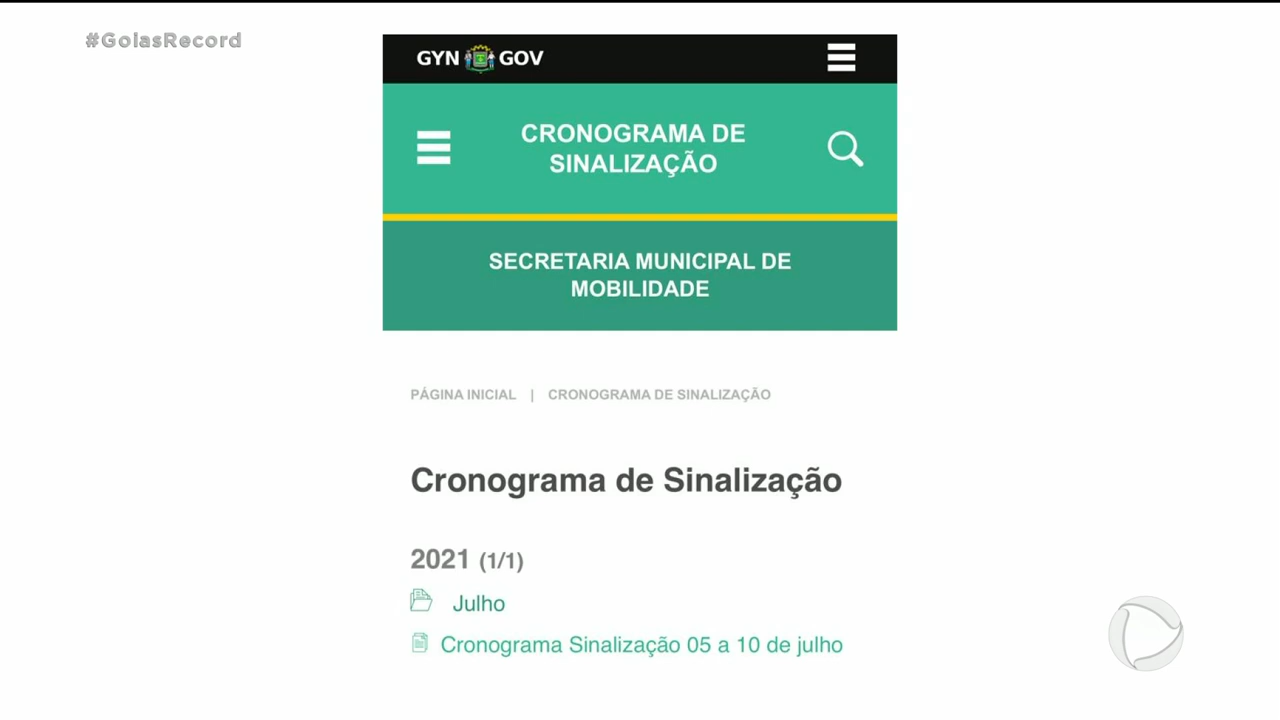 #GoiasRecord
GYN GOV
CRONOGRAMA DE
SINALIZAÇÃO
SECRETARIA MUNICIPAL DE
MOBILIDADE
PÁGINA INICIAL | CRONOGRAMA DE SINALIZAÇÃO
Cronograma de Sinalização
2021 (1/1)
Julho
Cronograma Sinalização 05 a 10 de julho